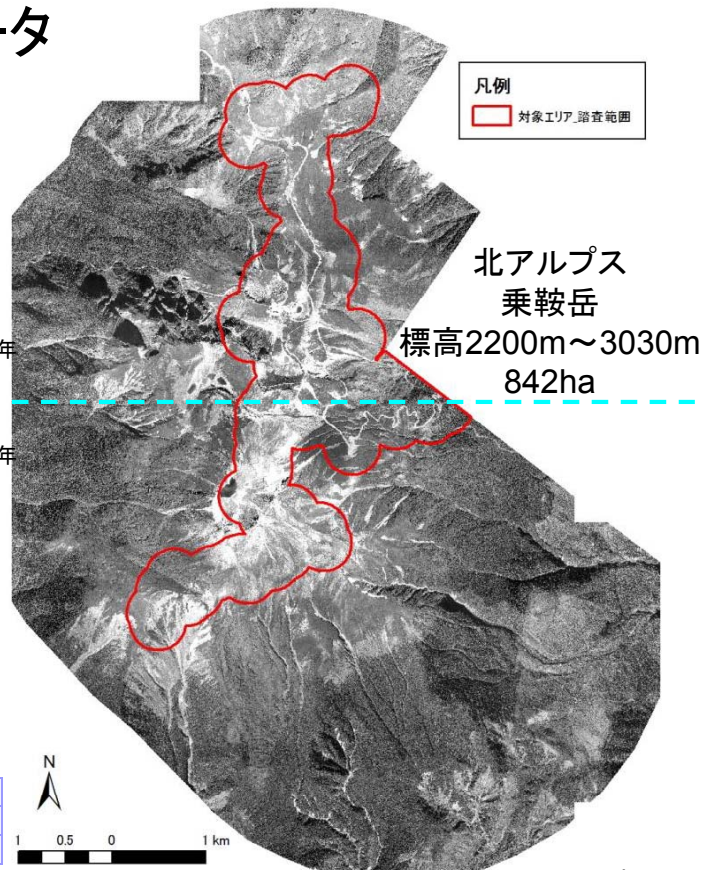 ータ
凡例
対象エリア_踏査範囲
北アルプス
乗鞍岳
標高2200m～3030m
842ha
年
年
N
1 0.5 0 1 km